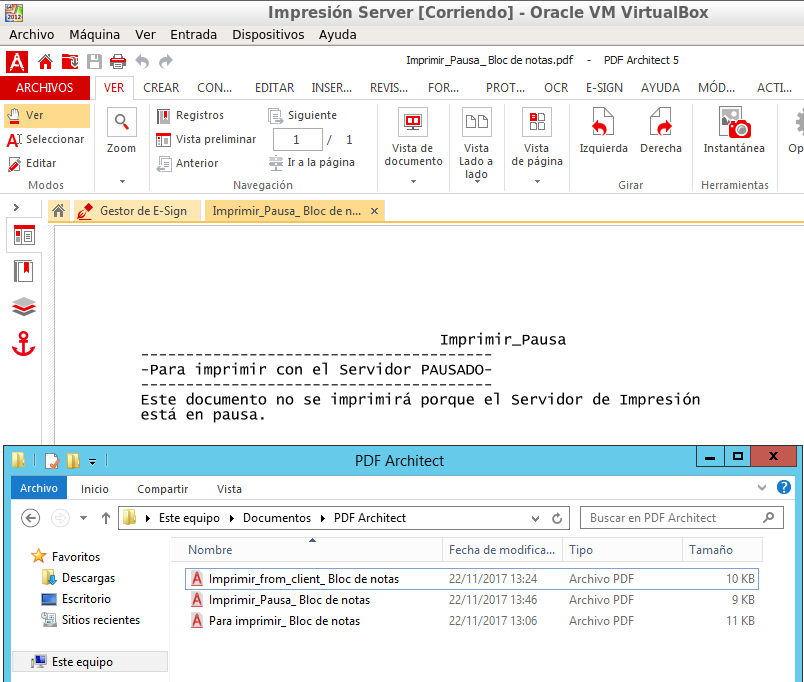 Impresión Server [Corriendo] - Oracle VM VirtualBox
Archivo Máquina Ver Entrada Dispositivos Ayuda
Imprimir_Pausa_ Bloc de notas.pdf - PDF Architect 5
ARCHIVOS VER CREAR CON... EDITAR INSER... REVIS... FOR... PROT... OCR E-SIGN AYUDA MÓD... ACTI...
Ver
Seleccionar
Editar
Modos
Zoom
Registros
Vista preliminar
Anterior
Siguiente
1 / 1
Ir a la página
Navegación
Vista de documento
Vista Lado a lado
Vista de página
Izquierda
Derecha
Girar
Instantánea
Herramientas
Op
Gestor de E-Sign
Imprimir_Pausa_ Bloc de n... ×
Imprimir_Pausa
---------------------------------------
-Para imprimir con el Servidor PAUSADO-
---------------------------------------
Este documento no se imprimirá porque el Servidor de Impresión
está en pausa.
PDF Architect
Archivo Inicio Compartir Vista
Este equipo Documentos PDF Architect
Buscar en PDF Architect
Favoritos
Descargas
Escritorio
Sitios recientes
Este equipo
Nombre Fecha de modifica... Tipo Tamaño
Imprimir_from_client_ Bloc de notas 22/11/2017 13:24 Archivo PDF 10 KB
Imprimir_Pausa_ Bloc de notas 22/11/2017 13:46 Archivo PDF 9 KB
Para imprimir_ Bloc de notas 22/11/2017 13:06 Archivo PDF 11 KB